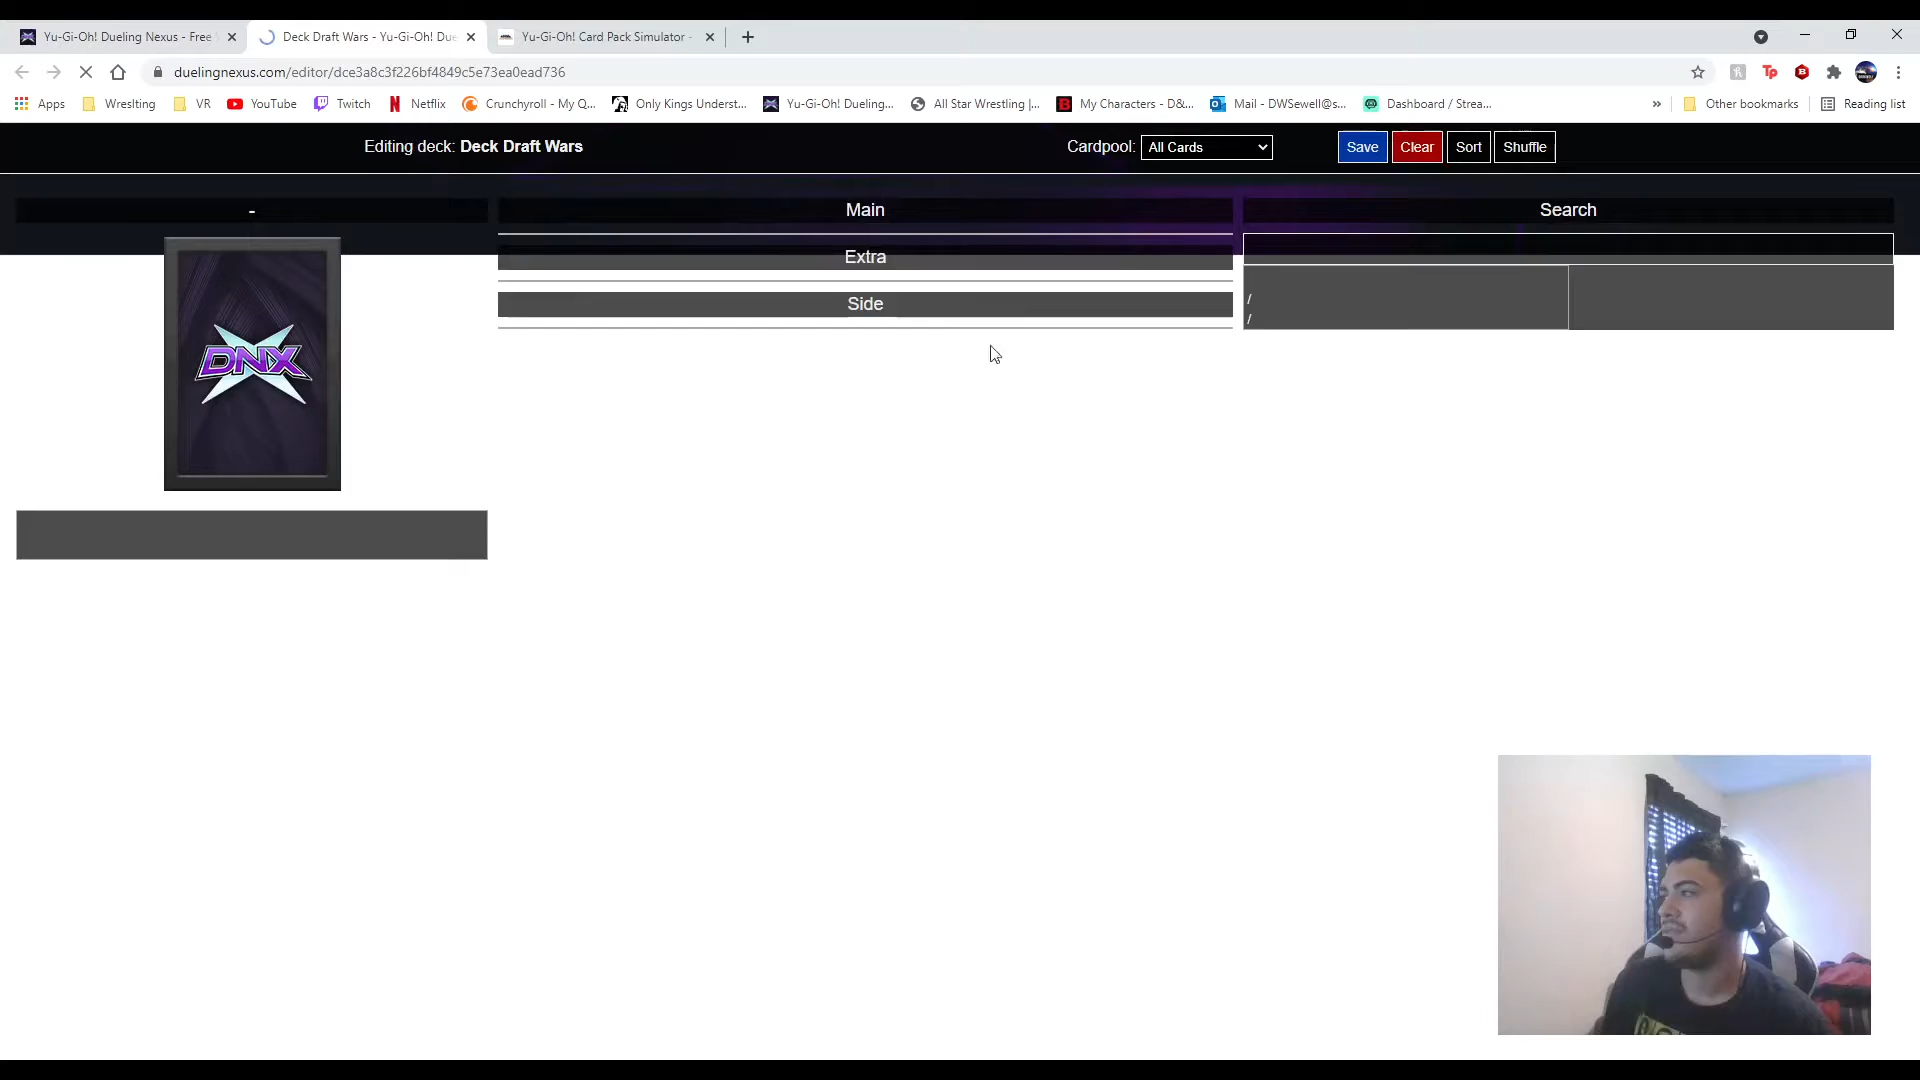 Yu-Gi-Oh! Dueling Nexus - Free
Deck Draft Wars - Yu-Gi-Oh! Due
Yu-Gi-Oh! Card Pack Simulator -
duelingnexus.com/editor/dce3a8c3f226bf4849c5e73ea0ead736
Apps Wreslting VR YouTube Twitch Netflix Crunchyroll - My Q... Only Kings Underst... Yu-Gi-Oh! Dueling... All Star Wrestling |... My Characters - D&... Mail - DWSewell@s... Dashboard / Strea... » Other bookmarks Reading list
Editing deck: Deck Draft Wars Cardpool: All Cards Save Clear Sort Shuffle
- Main Search
Extra
Side
/
/
DNX